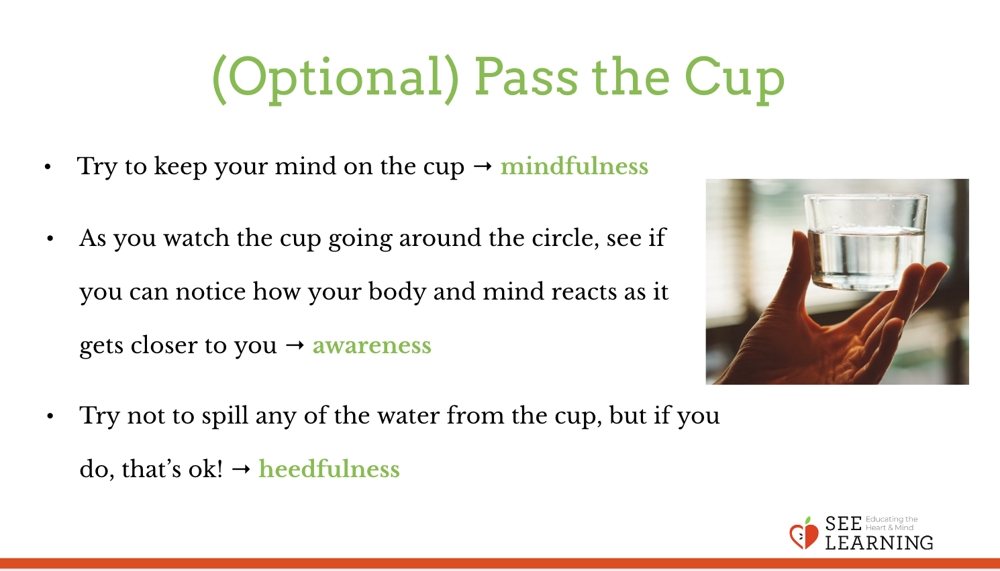 (Optional) Pass the Cup
• Try to keep your mind on the cup → mindfulness
• As you watch the cup going around the circle, see if
you can notice how your body and mind reacts as it
gets closer to you → awareness
• Try not to spill any of the water from the cup, but if you
do, that’s ok! → heedfulness
SEE Educating the
Heart & Mind
LEARNING